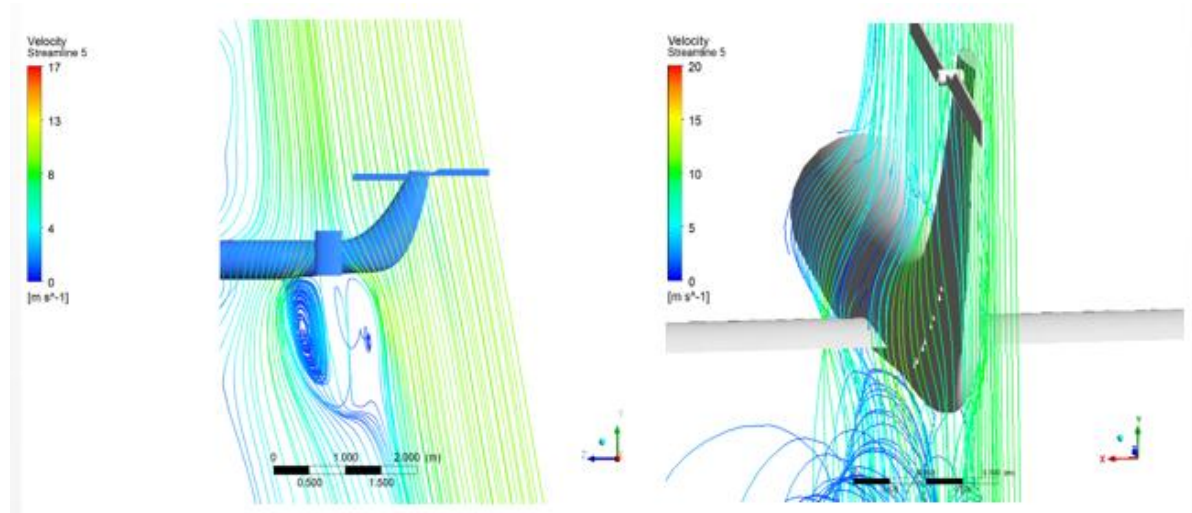 Velocity
Streamline 5
17
13
8
4
0
[m s^-1]
0 1.000 2.000 (m)
0.500 1.500
Velocity
Streamline 5
20
15
10
5
0
[m s^-1]
Y
X